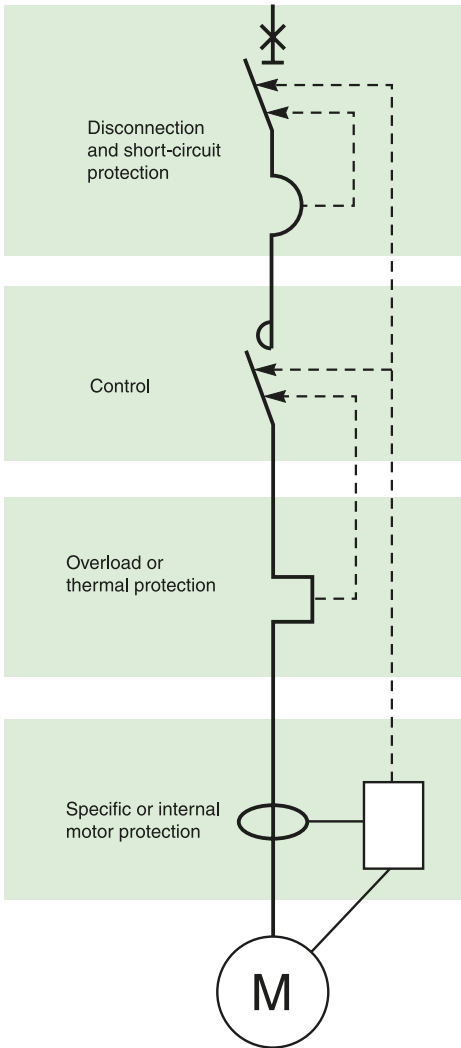 Disconnection
and short-circuit
protection
Control
Overload or
thermal protection
Specific or internal
motor protection
M